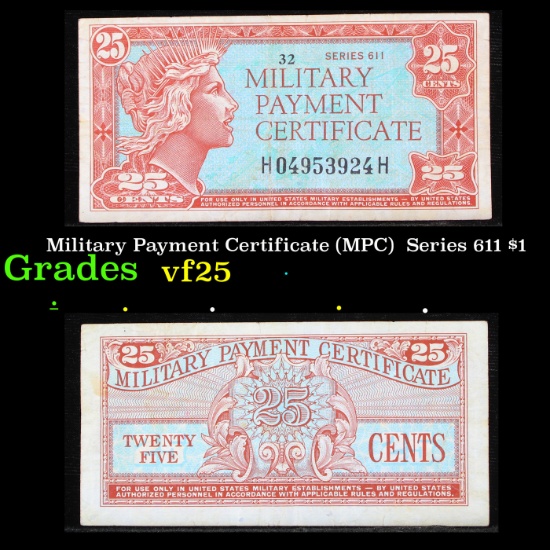 25
32 SERIES 611
25
CENTS
MILITARY
PAYMENT
CERTIFICATE
H04953924H
25
CENTS
25
FOR USE ONLY IN UNITED STATES MILITARY ESTABLISHMENTS — BY UNITED STATES
AUTHORIZED PERSONNEL IN ACCORDANCE WITH APPLICABLE RULES AND REGULATIONS.
Military Payment Certificate (MPC) Series 611 $1
Grades vf25
25 25
MILITARY PAYMENT CERTIFICATE
25
TWENTY
FIVE
CENTS
FOR USE ONLY IN UNITED STATES MILITARY ESTABLISHMENTS — BY UNITED STATES
AUTHORIZED PERSONNEL IN ACCORDANCE WITH APPLICABLE RULES AND REGULATIONS.